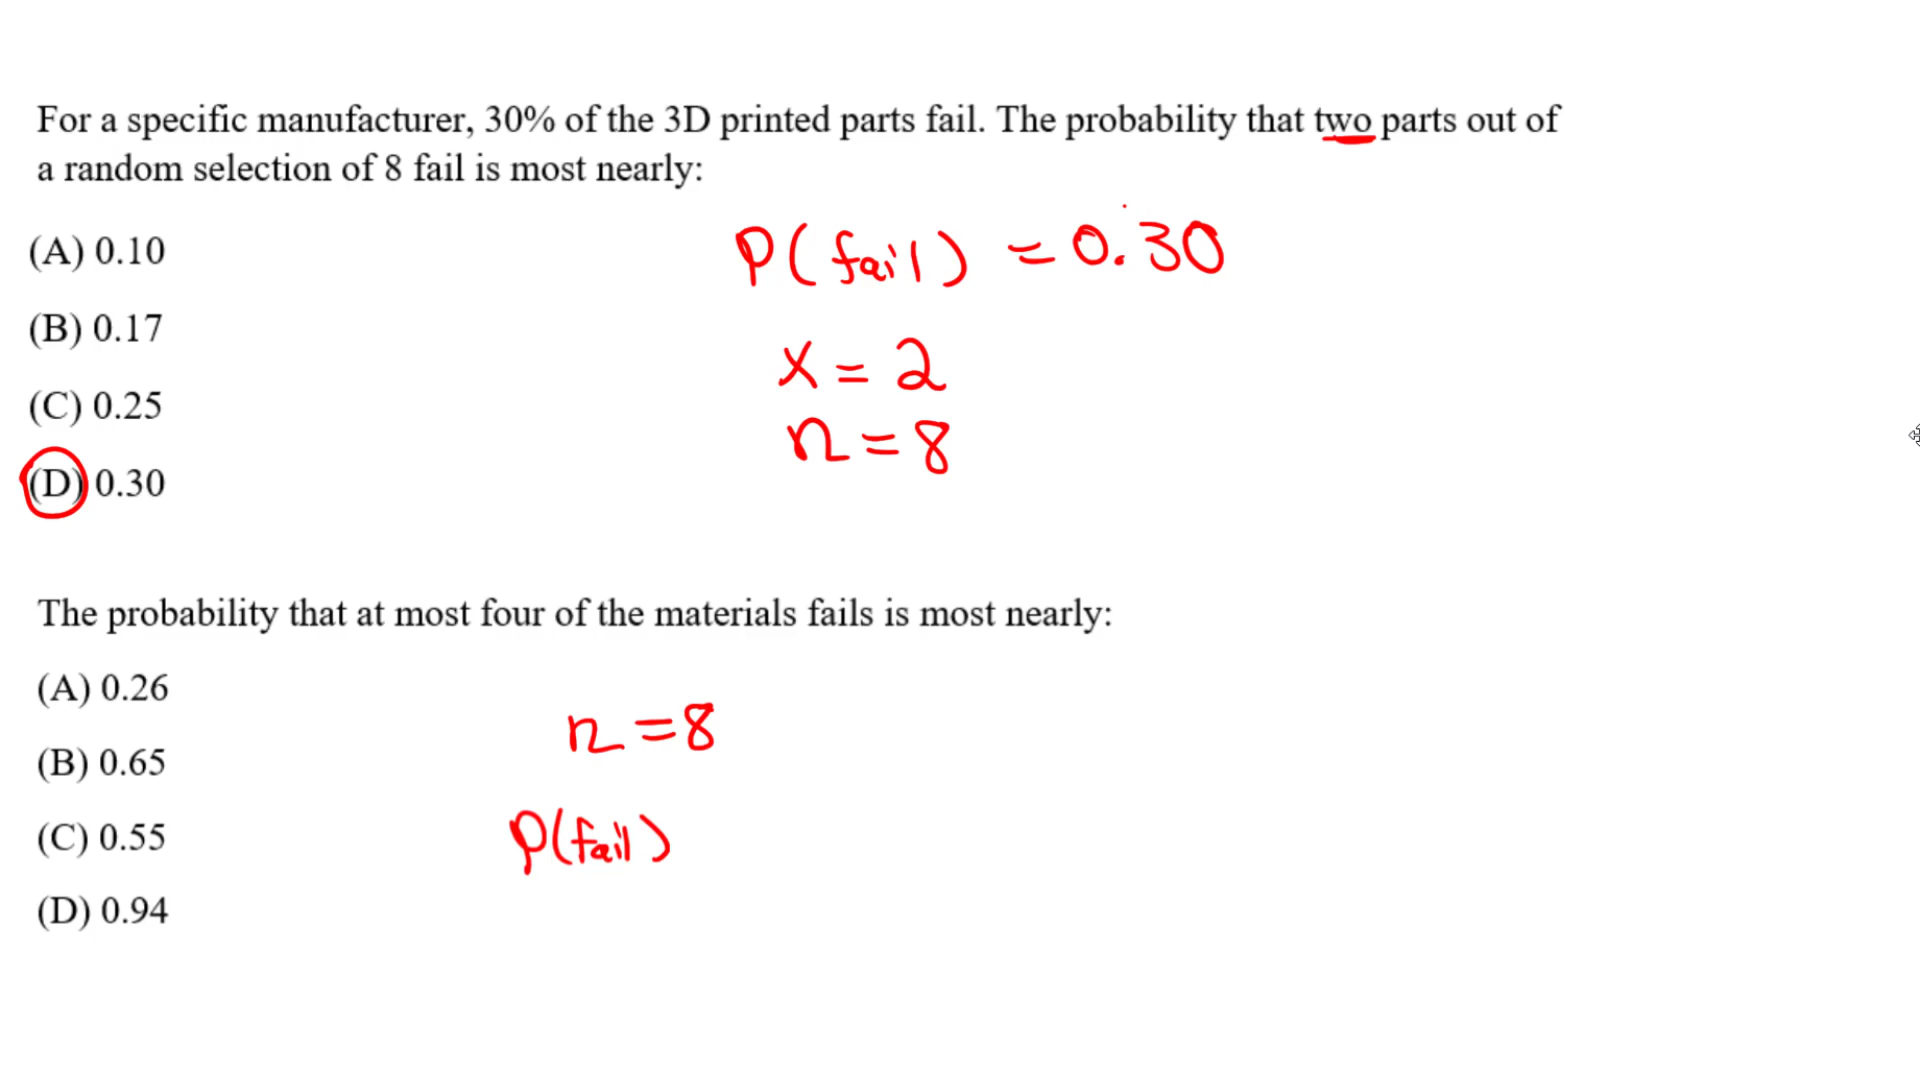 For a specific manufacturer, 30% of the 3D printed parts fail. The probability that two parts out of
a random selection of 8 fail is most nearly:
(A) 0.10
P(fail) = 0.30
(B) 0.17
x = 2
(C) 0.25
n = 8
(D) 0.30
The probability that at most four of the materials fails is most nearly:
(A) 0.26
n = 8
(B) 0.65
(C) 0.55
P(fail)
(D) 0.94